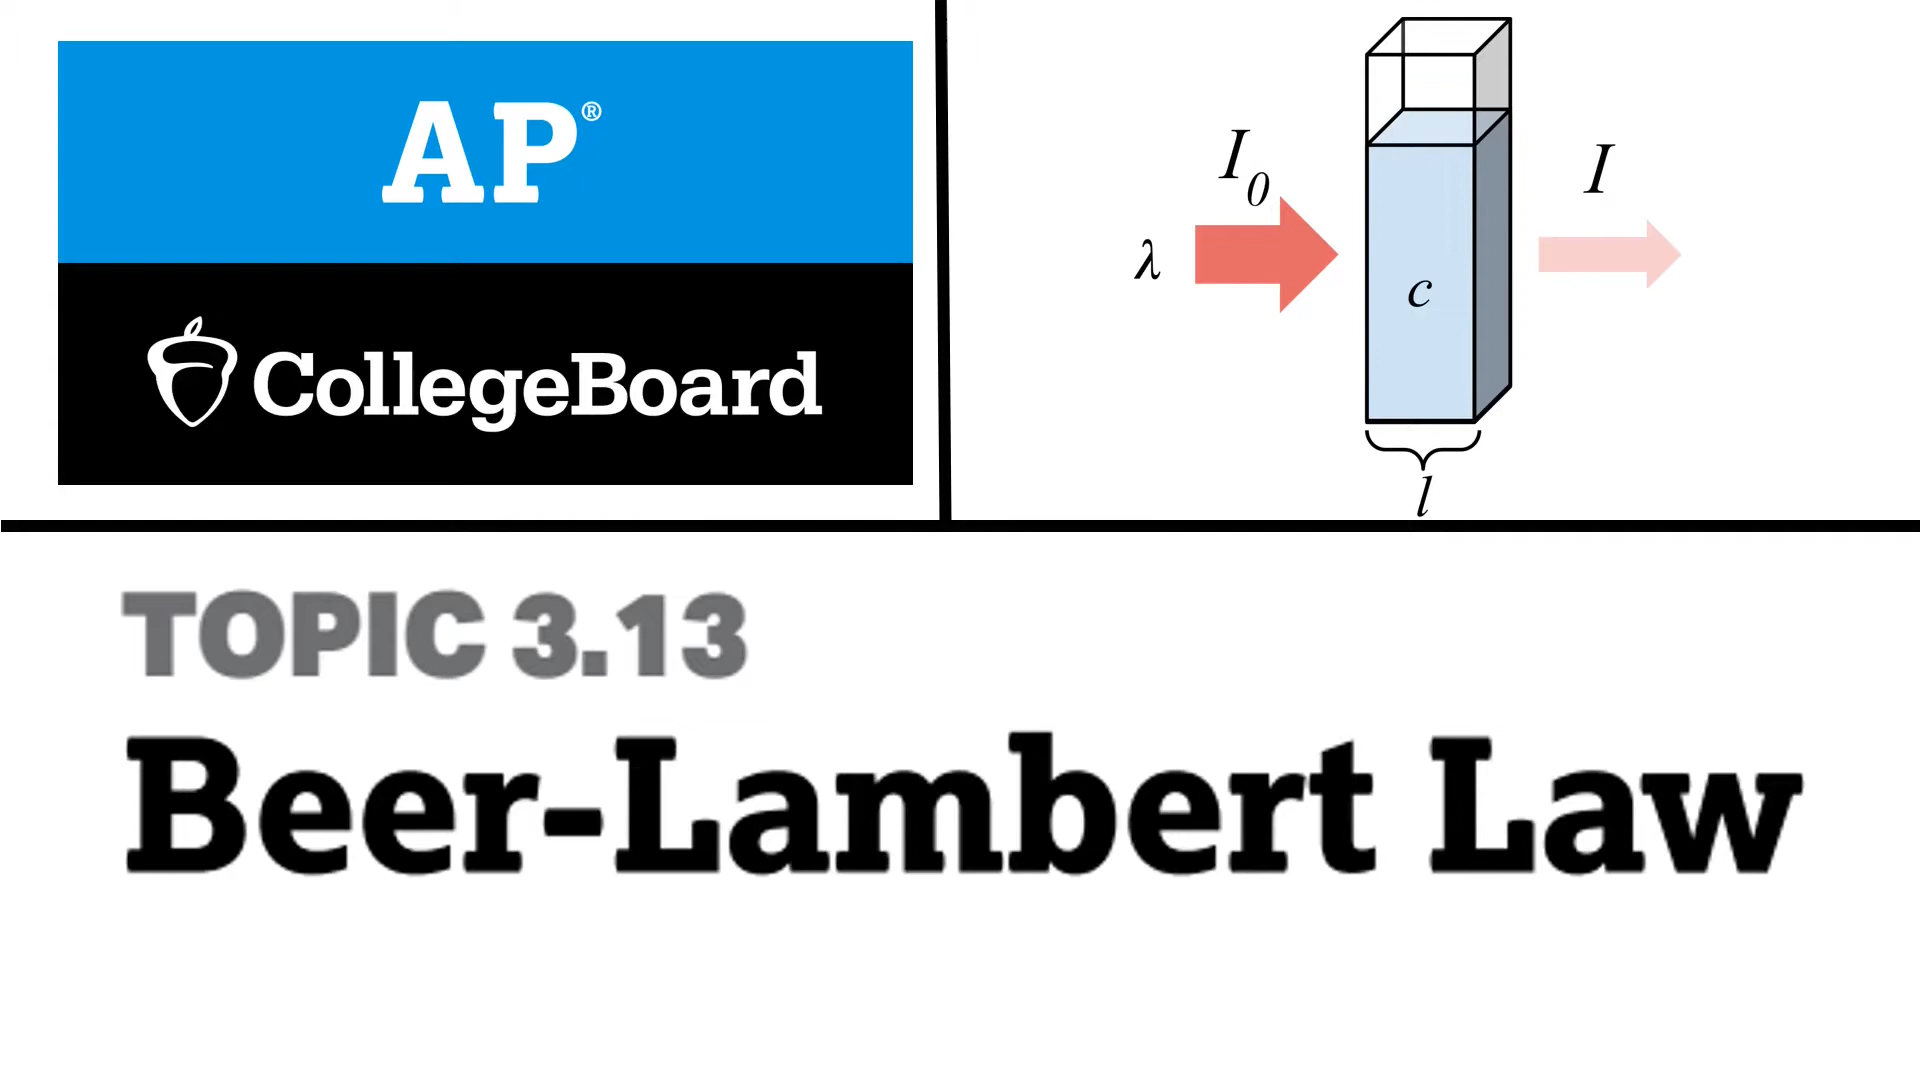 AP®
CollegeBoard
I0
I
λ
c
l
TOPIC 3.13
Beer-Lambert Law